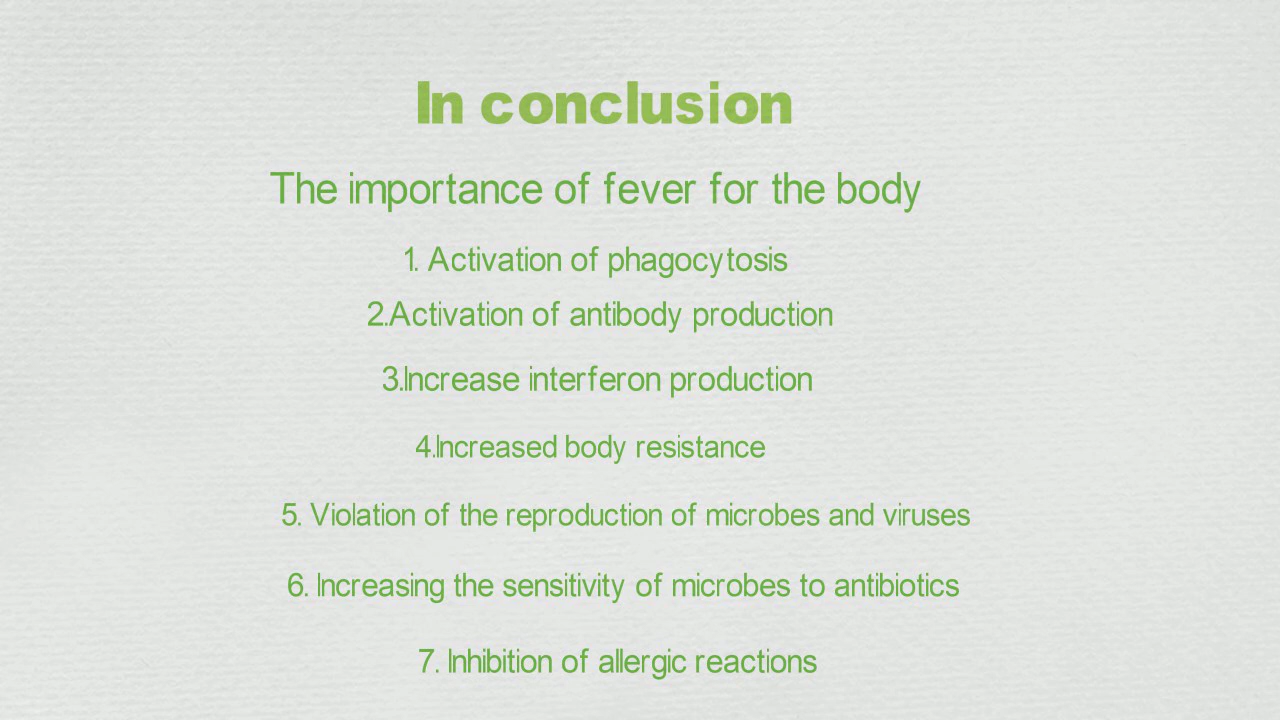 In conclusion
The importance of fever for the body
1. Activation of phagocytosis
2.Activation of antibody production
3.Increase interferon production
4.Increased body resistance
5. Violation of the reproduction of microbes and viruses
6. Increasing the sensitivity of microbes to antibiotics
7. Inhibition of allergic reactions